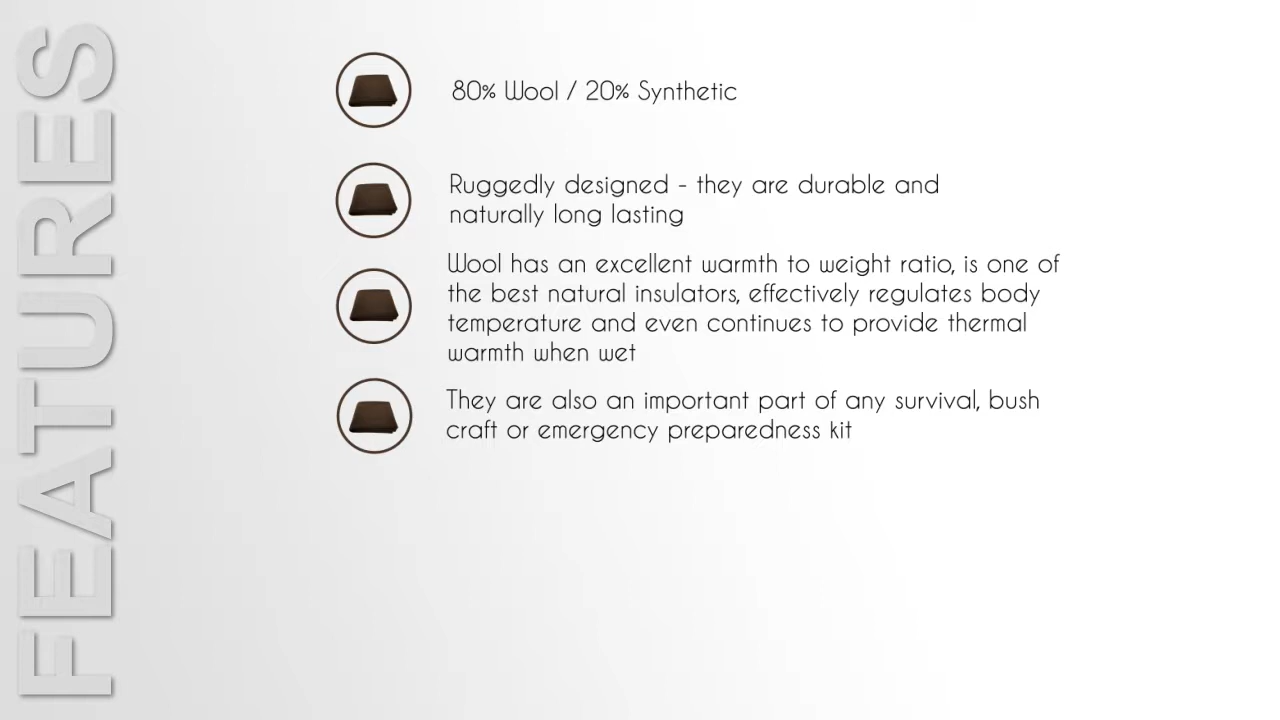 FEATURES
80% Wool / 20% Synthetic
Ruggedly designed - they are durable and
naturally long lasting
Wool has an excellent warmth to weight ratio, is one of
the best natural insulators, effectively regulates body
temperature and even continues to provide thermal
warmth when wet
They are also an important part of any survival, bush
craft or emergency preparedness kit